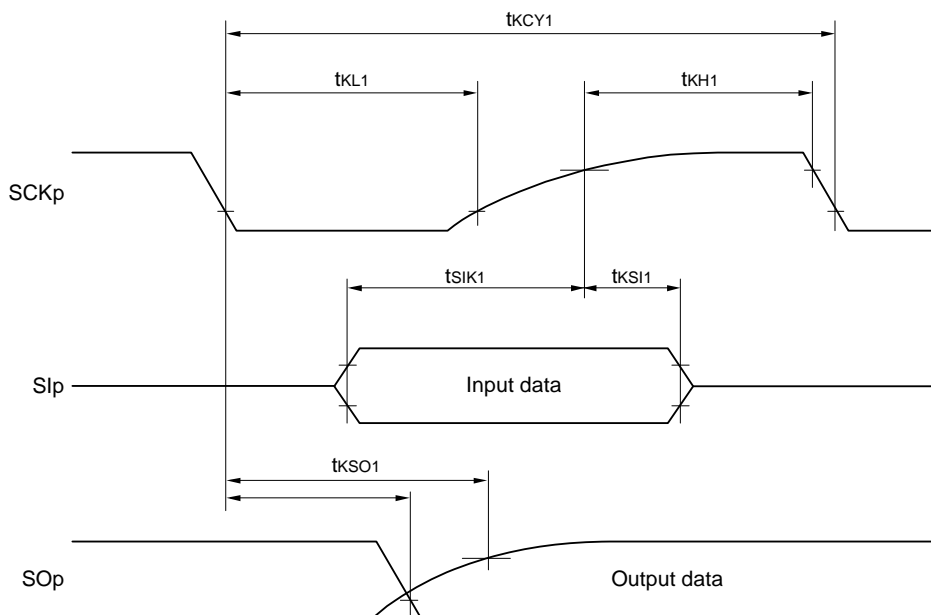 tKCY1
tKL1
tKH1
SCKp
tSIK1
tKSI1
SIp
Input data
tKSO1
SOp
Output data